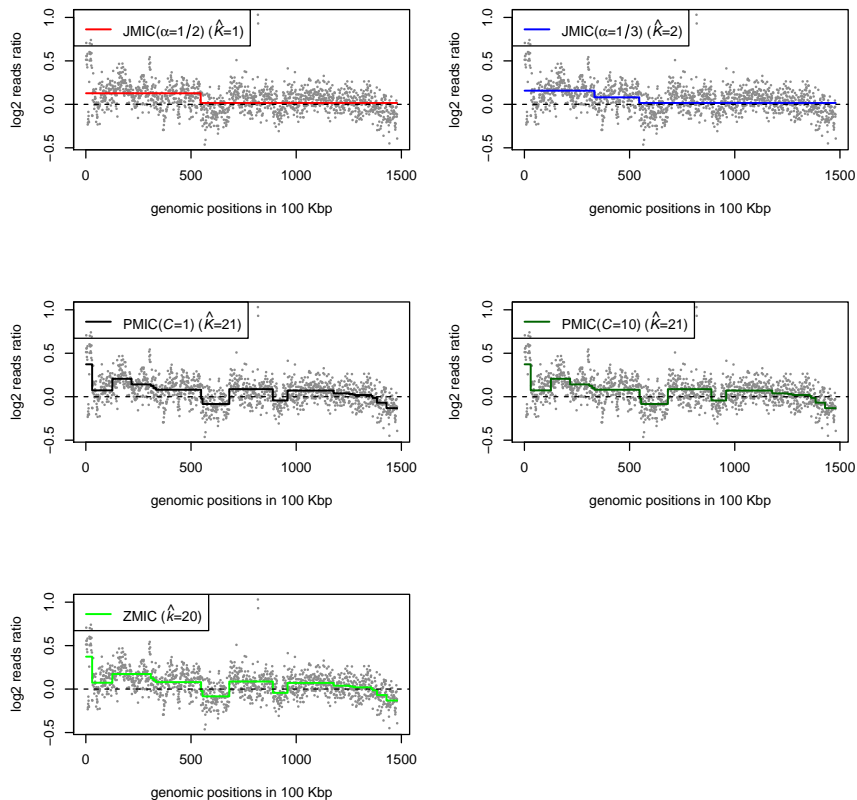 JMIC(α=1/2) (K̂=1)
log2 reads ratio
1.0
0.5
0.0
−0.5
0
500
1000
1500
genomic positions in 100 Kbp
JMIC(α=1/3) (K̂=2)
log2 reads ratio
1.0
0.5
0.0
−0.5
0
500
1000
1500
genomic positions in 100 Kbp
PMIC(C=1) (K̂=21)
log2 reads ratio
1.0
0.5
0.0
−0.5
0
500
1000
1500
genomic positions in 100 Kbp
PMIC(C=10) (K̂=21)
log2 reads ratio
1.0
0.5
0.0
−0.5
0
500
1000
1500
genomic positions in 100 Kbp
ZMIC (k̂=20)
log2 reads ratio
1.0
0.5
0.0
−0.5
0
500
1000
1500
genomic positions in 100 Kbp